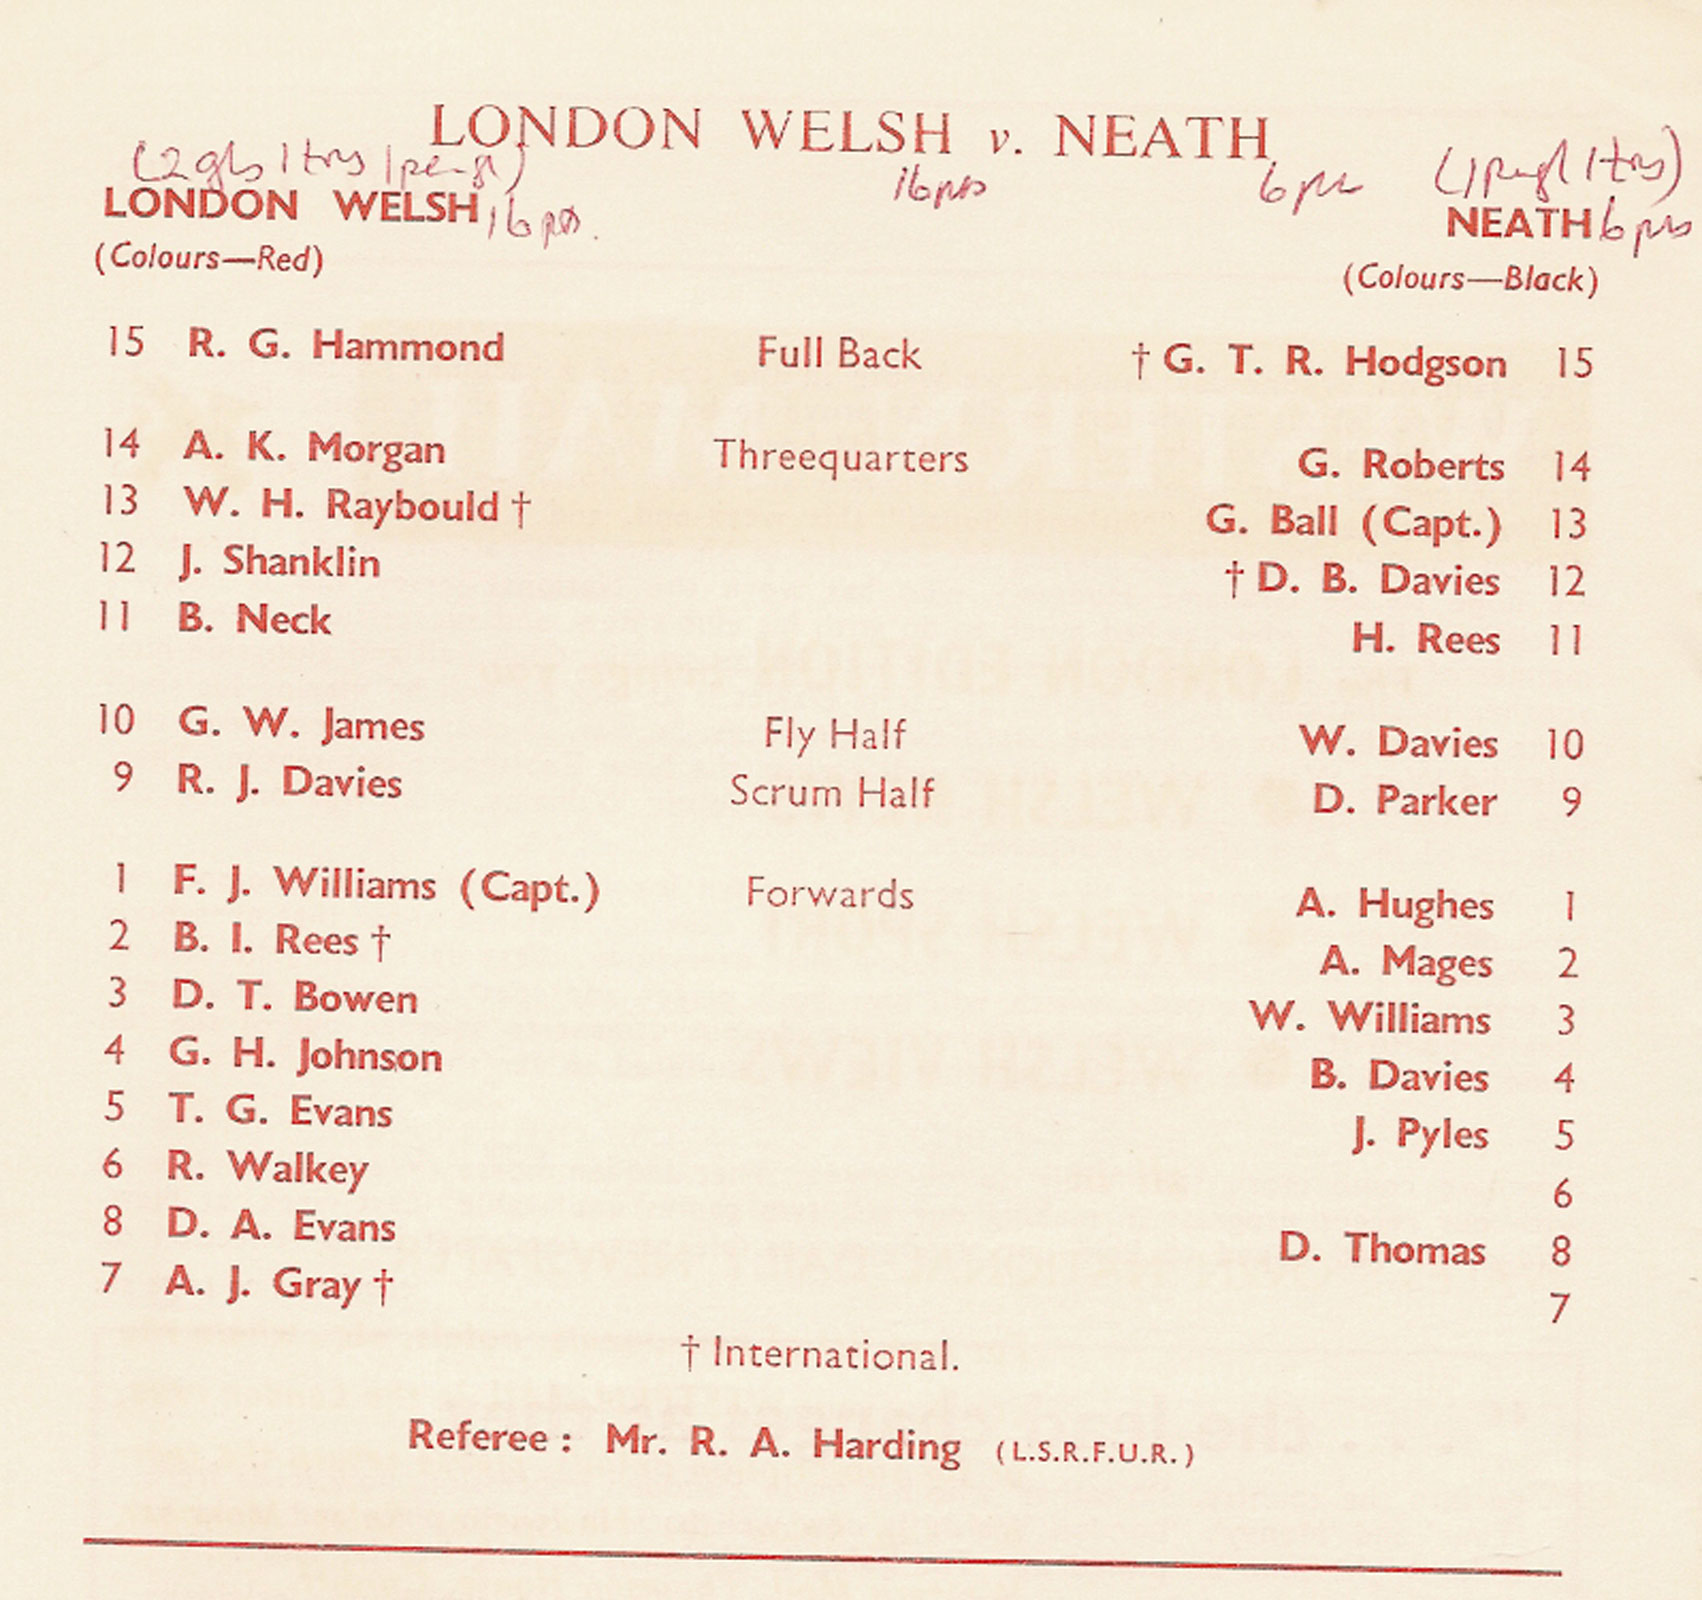 LONDON WELSH v. NEATH
(2 gls 1 try 1 pen gl) 16 pts 6 pts (1 pen gl 1 try)
LONDON WELSH 16 pts. NEATH 6 pts
(Colours—Red) (Colours—Black)
15 R. G. Hammond Full Back † G. T. R. Hodgson 15
14 A. K. Morgan Threequarters G. Roberts 14
13 W. H. Raybould † G. Ball (Capt.) 13
12 J. Shanklin † D. B. Davies 12
11 B. Neck H. Rees 11
10 G. W. James Fly Half W. Davies 10
9 R. J. Davies Scrum Half D. Parker 9
1 F. J. Williams (Capt.) Forwards A. Hughes 1
2 B. I. Rees † A. Mages 2
3 D. T. Bowen W. Williams 3
4 G. H. Johnson B. Davies 4
5 T. G. Evans J. Pyles 5
6 R. Walkey 6
8 D. A. Evans D. Thomas 8
7 A. J. Gray † 7
† International.
Referee : Mr. R. A. Harding (L.S.R.F.U.R.)